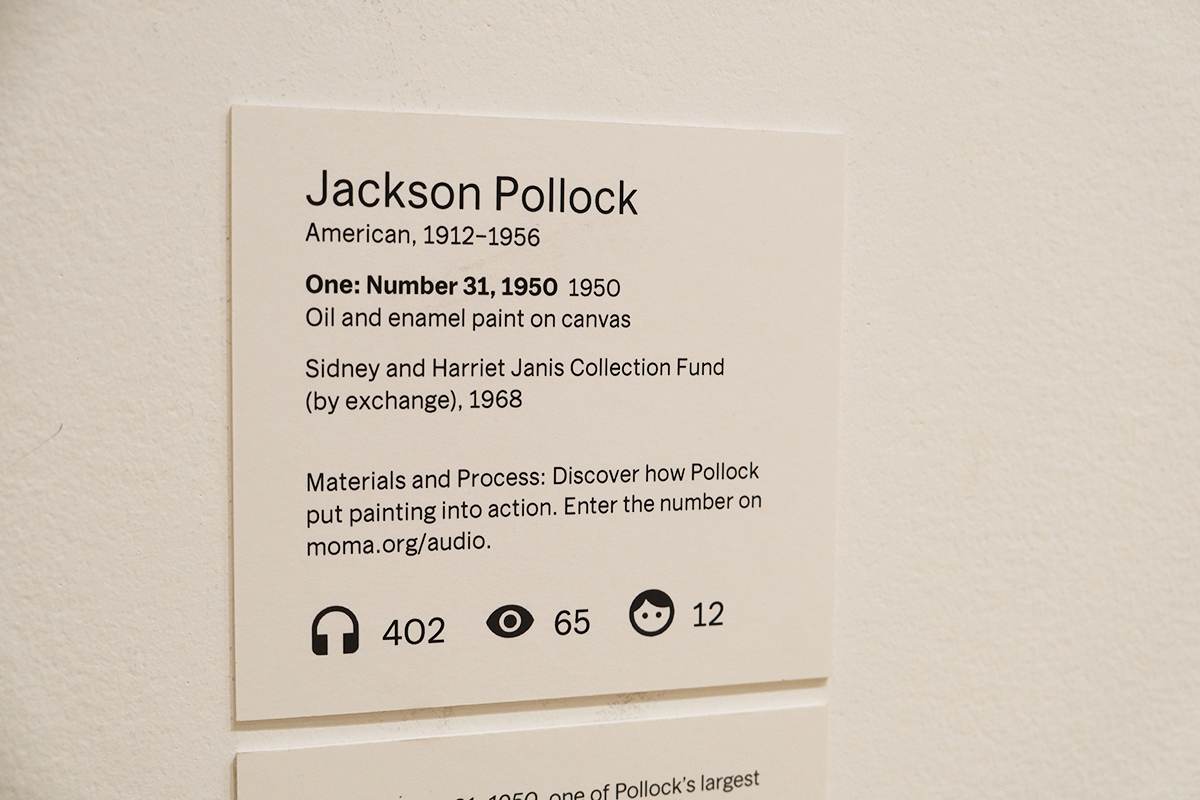 Jackson Pollock
American, 1912–1956
One: Number 31, 1950 1950
Oil and enamel paint on canvas
Sidney and Harriet Janis Collection Fund
(by exchange), 1968
Materials and Process: Discover how Pollock
put painting into action. Enter the number on
moma.org/audio.
402 65 12
31, 1950, one of Pollock's largest